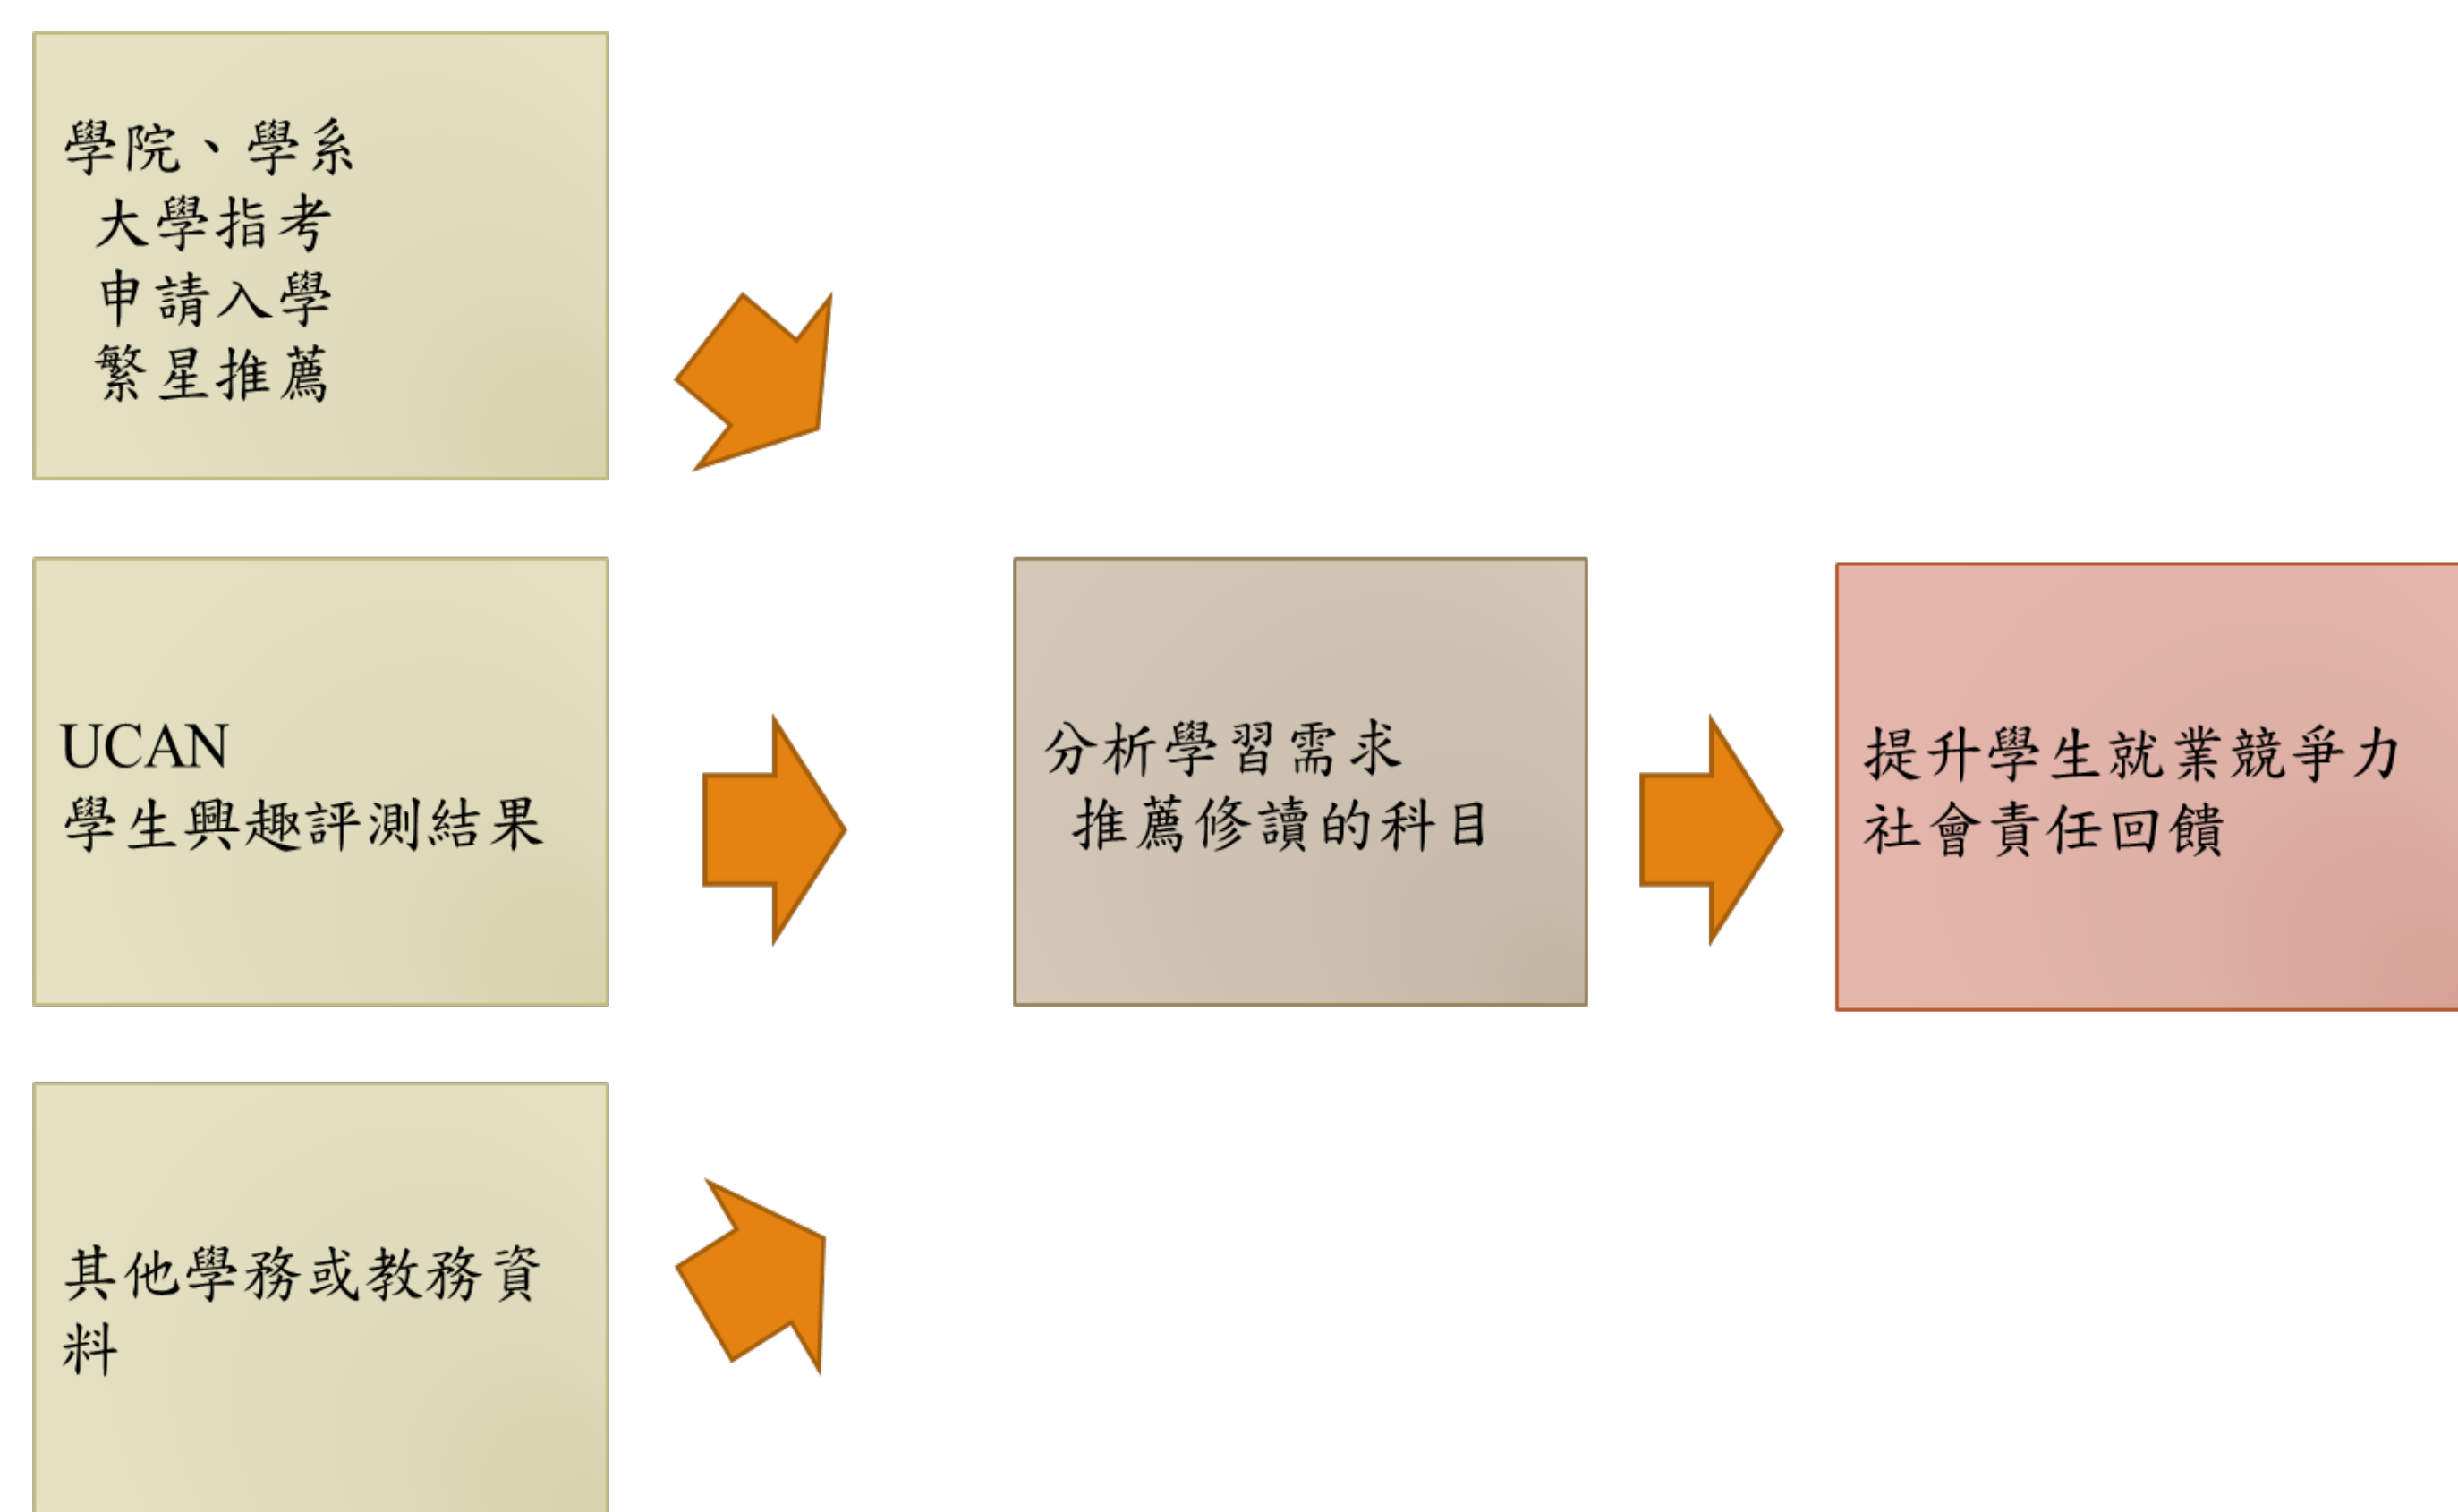 學院、學系
大學指考
申請入學
繁星推薦
UCAN
學生興趣評測結果
其他學務或教務資
料
分析學習需求
推薦修讀的科目
提升學生就業競爭力
社會責任回饋